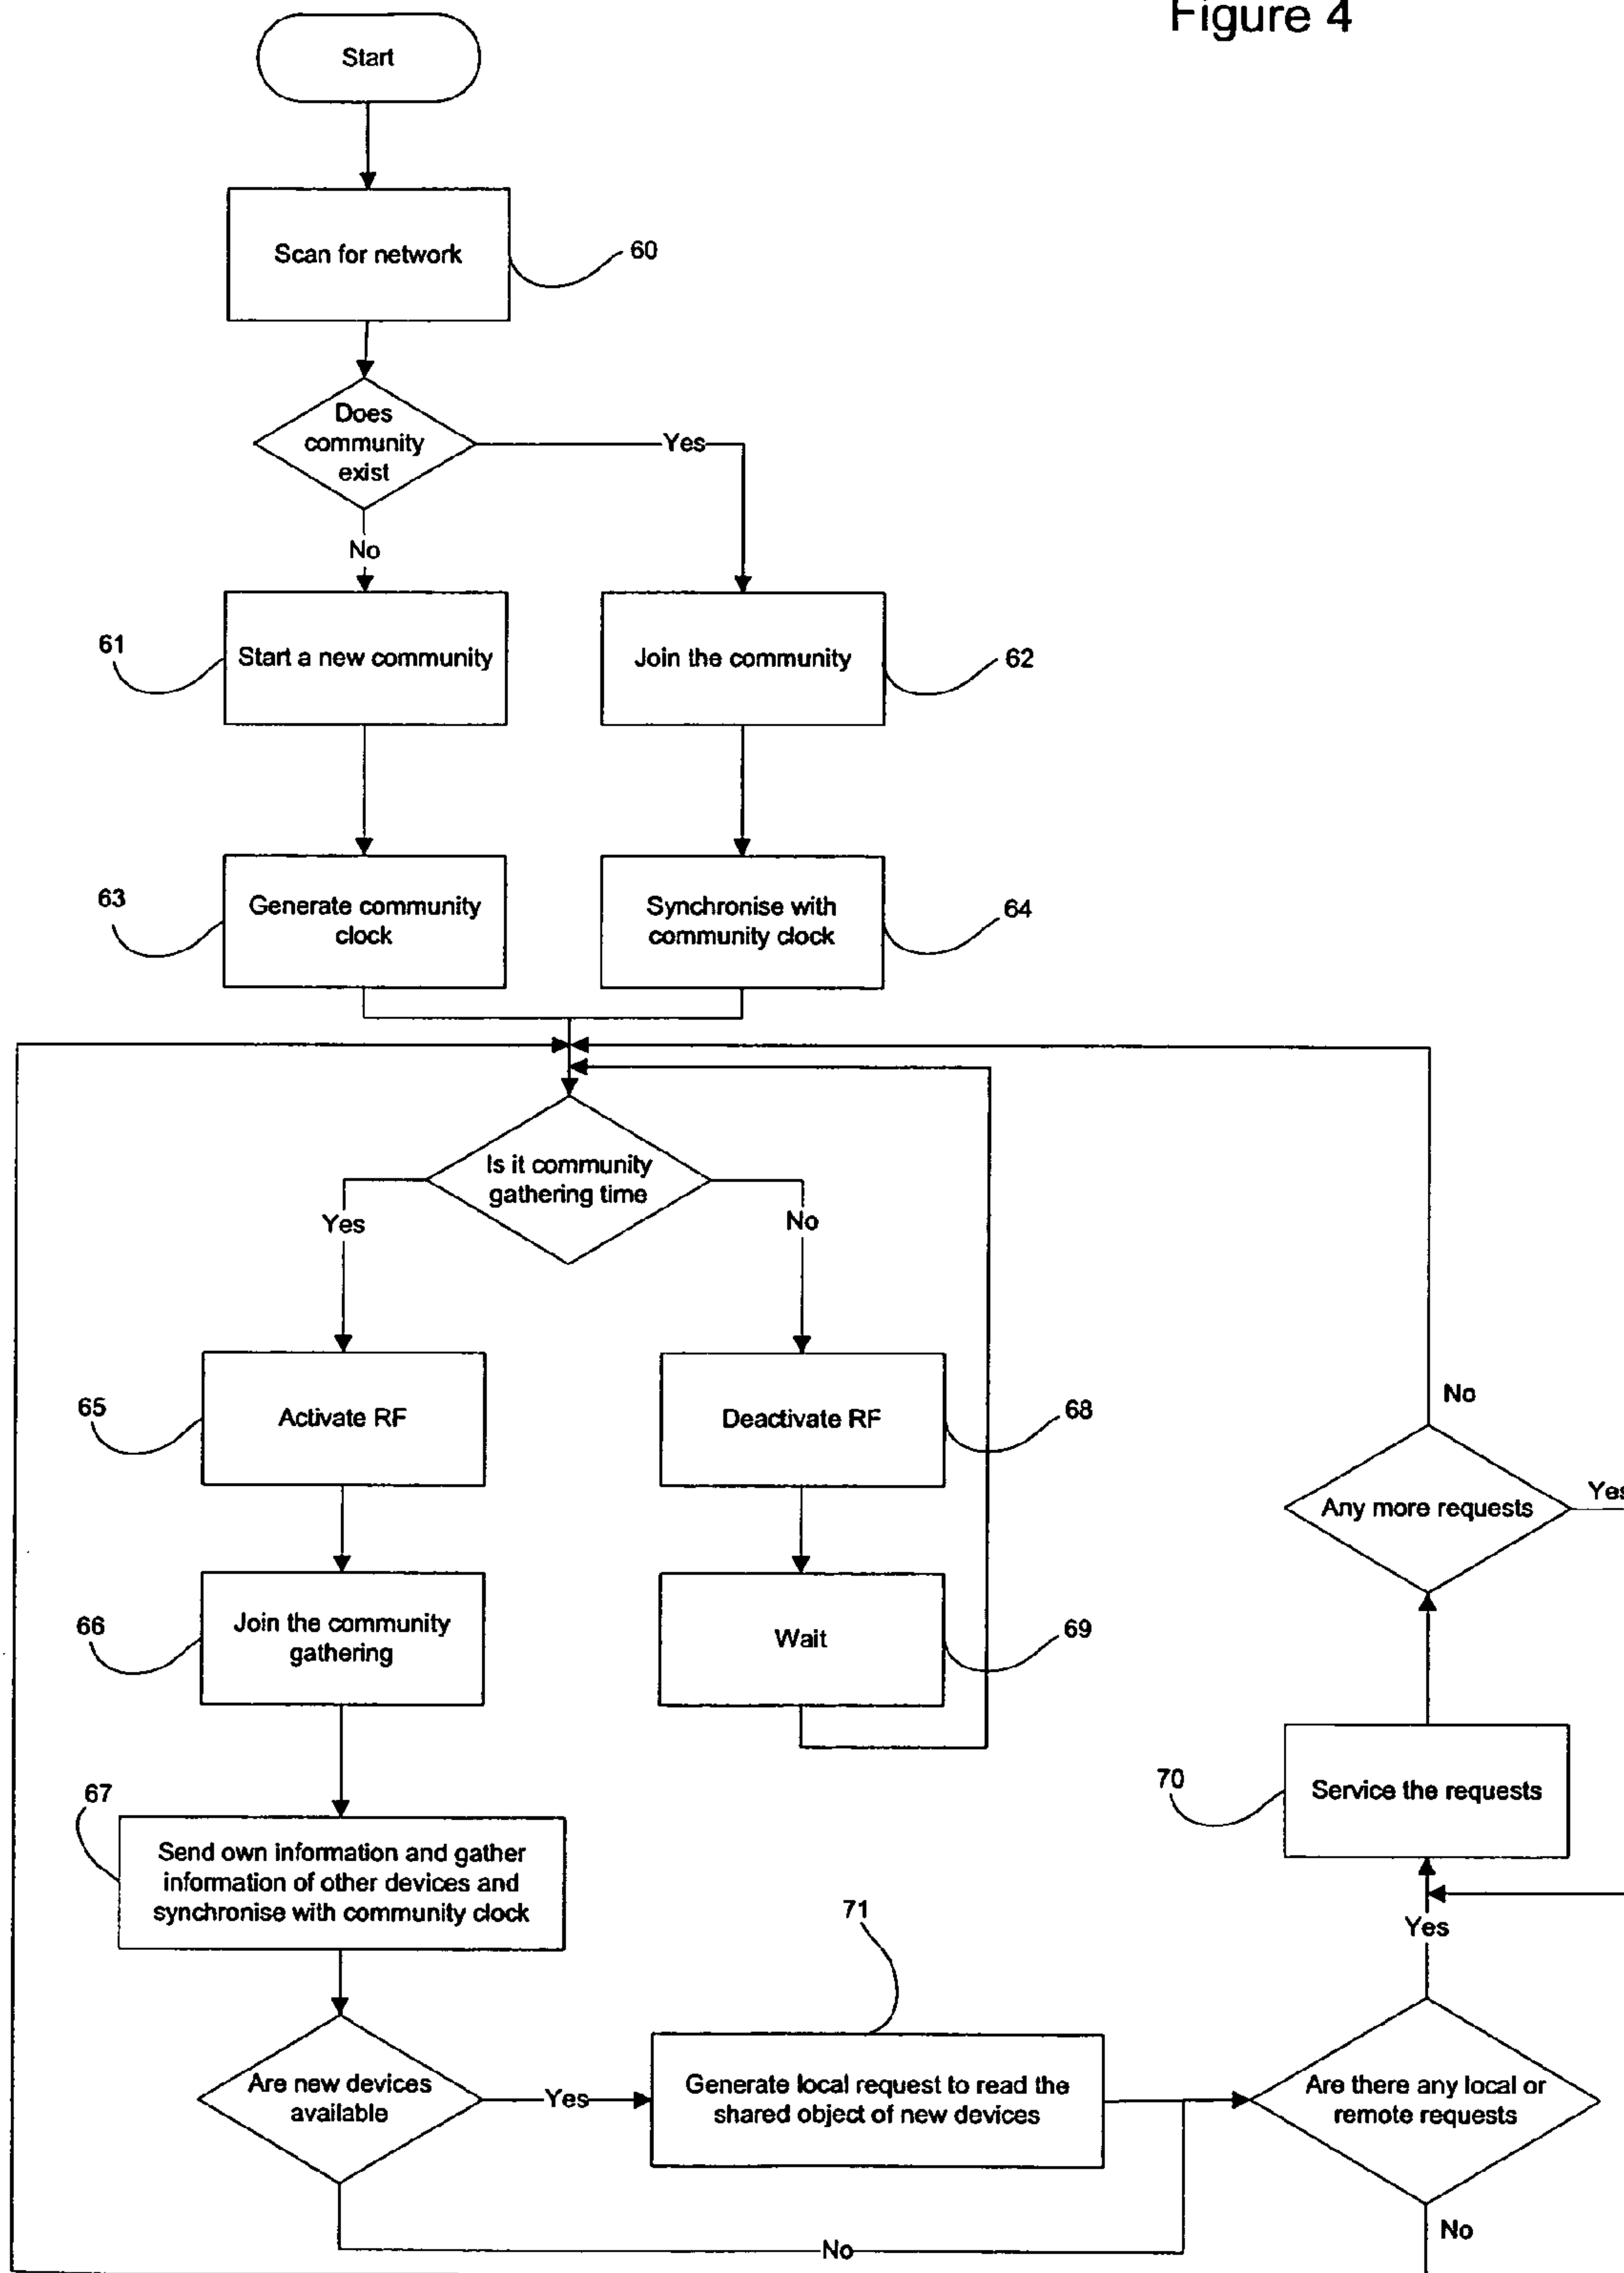 Figure 4
Start
Scan for network
60
Does
community
exist
Yes
No
61
Start a new community
Join the community
62
63
Generate community
clock
Synchronise with
community clock
64
Is it community
gathering time
Yes
No
65
Activate RF
Deactivate RF
68
No
Any more requests
Yes
66
Join the community
gathering
Wait
69
70
Service the requests
67
Send own information and gather
information of other devices and
synchronise with community clock
71
Yes
Are new devices
available
Yes
Generate local request to read the
shared object of new devices
Are there any local or
remote requests
No
No